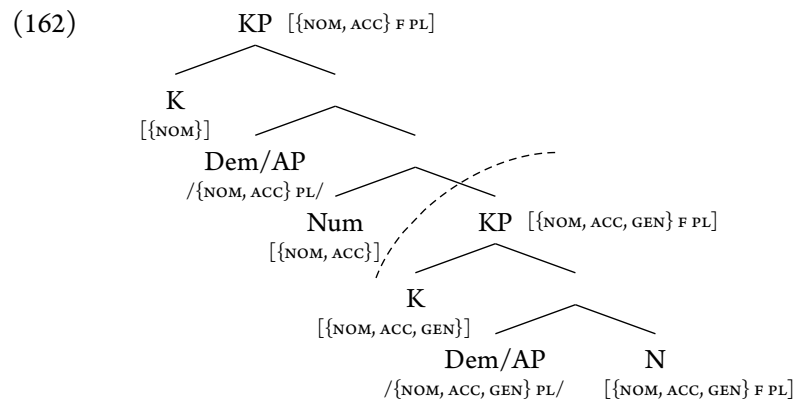 (162) KP [{NOM, ACC} F PL]
K
[{NOM}]
Dem/AP
/{NOM, ACC} PL/
Num
[{NOM, ACC}]
KP [{NOM, ACC, GEN} F PL]
K
[{NOM, ACC, GEN}]
Dem/AP N
/{NOM, ACC, GEN} PL/ [{NOM, ACC, GEN} F PL]